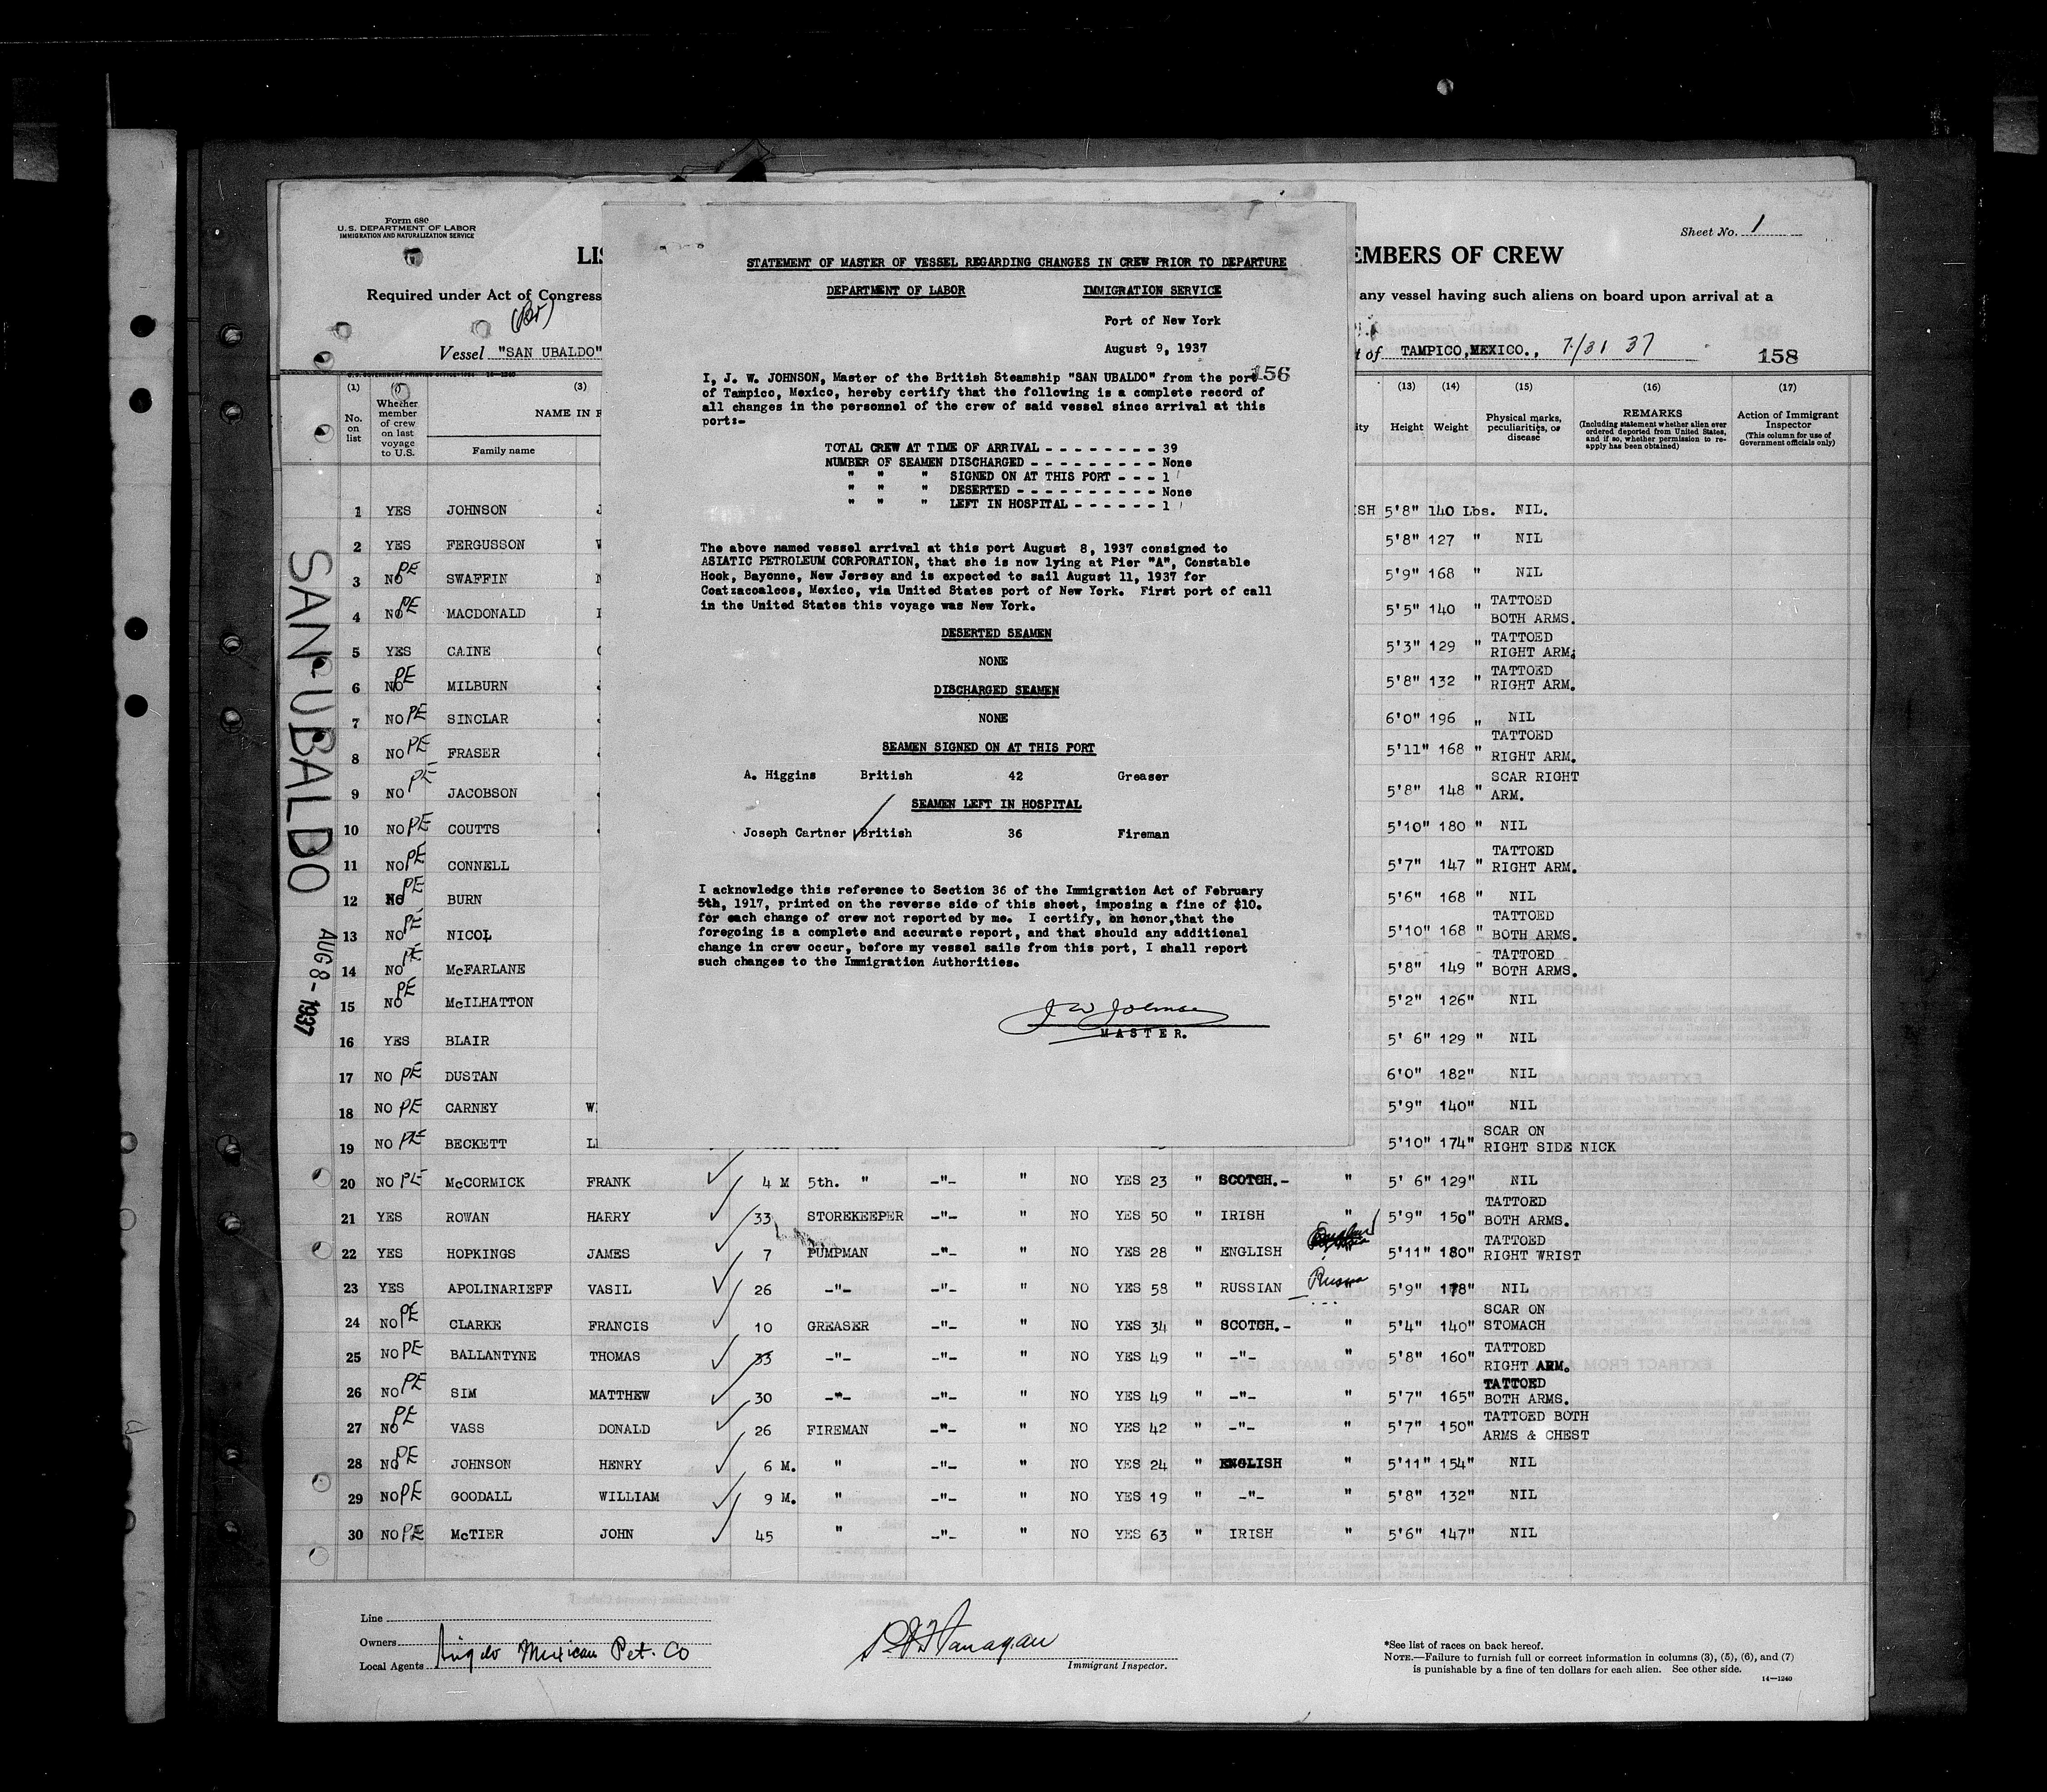 Form 680
U.S. DEPARTMENT OF LABOR
IMMIGRATION AND NATURALIZATION SERVICE
Sheet No. 1
LIS
EMBERS OF CREW
Required under Act of Congress
any vessel having such aliens on board upon arrival at a
(Br)
Vessel "SAN UBALDO"
t of TAMPICO,MEXICO., 7/31 37
158
STATEMENT OF MASTER OF VESSEL REGARDING CHANGES IN CREW PRIOR TO DEPARTURE
DEPARTMENT OF LABOR IMMIGRATION SERVICE
Port of New York
August 9, 1937
156
I, J. W. JOHNSON, Master of the British Steamship "SAN UBALDO" from the port
of Tampico, Mexico, hereby certify that the following is a complete record of
all changes in the personnel of the crew of said vessel since arrival at this
port:-
TOTAL CREW AT TIME OF ARRIVAL - - - - - - - - 39
NUMBER OF SEAMEN DISCHARGED - - - - - - - - - None
" " " SIGNED ON AT THIS PORT - - - 1
" " " DESERTED - - - - - - - - - - None
" " " LEFT IN HOSPITAL - - - - - - 1
The above named vessel arrival at this port August 8, 1937 consigned to
ASIATIC PETROLEUM CORPORATION, that she is now lying at Pier "A", Constable
Hook, Bayonne, New Jersey and is expected to sail August 11, 1937 for
Coatzacoalcos, Mexico, via United States port of New York. First port of call
in the United States this voyage was New York.
DESERTED SEAMEN
NONE
DISCHARGED SEAMEN
NONE
SEAMEN SIGNED ON AT THIS PORT
A. Higgins British 42 Greaser
SEAMEN LEFT IN HOSPITAL
Joseph Cartner British 36 Fireman
I acknowledge this reference to Section 36 of the Immigration Act of February
5th, 1917, printed on the reverse side of this sheet, imposing a fine of $10.
for each change of crew not reported by me. I certify, on honor,that the
foregoing is a complete and accurate report, and that should any additional
change in crew occur, before my vessel sails from this port, I shall report
such changes to the Immigration Authorities.
J W Johnson
MASTER.
SAN UBALDO
AUG 8 - 1937
(1) (2) (3) (13) (14) (15) (16) (17)
No. on list
Whether member of crew on last voyage to U.S.
NAME IN F
Family name
ity
Height
Weight
Physical marks, peculiarities, or disease
REMARKS
(Including statement whether alien ever ordered deported from United States, and if so, whether permission to reapply has been obtained)
Action of Immigrant Inspector
(This column for use of Government officials only)
1 YES JOHNSON J ISH 5'8" 140 Lbs. NIL.
2 YES FERGUSSON W 5'8" 127 " NIL
3 NO PE SWAFFIN N 5'9" 168 " NIL
4 NO PE MACDONALD 5'5" 140 " TATTOED BOTH ARMS.
5 YES CAINE C 5'3" 129 " TATTOED RIGHT ARM.
6 NO PE MILBURN J 5'8" 132 " TATTOED RIGHT ARM.
7 NO PE SINCLAR 6'0" 196 " NIL
8 NO PE FRASER 5'11" 168 " TATTOED RIGHT ARM.
9 NO PE JACOBSON 5'8" 148 " SCAR RIGHT ARM.
10 NO PE COUTTS 5'10" 180 " NIL
11 NO PE CONNELL 5'7" 147 " TATTOED RIGHT ARM.
12 No PE BURN 5'6" 168 " NIL
13 NO PE NICOL 5'10" 168 " TATTOED BOTH ARMS.
14 NO PE McFARLANE 5'8" 149 " TATTOED BOTH ARMS.
15 NO PE McILHATTON 5'2" 126" NIL
16 YES BLAIR 5' 6" 129 " NIL
17 NO PE DUSTAN 6'0" 182" NIL
18 NO PE CARNEY W 5'9" 140" NIL
19 NO PE BECKETT LE 5'10" 174" SCAR ON RIGHT SIDE NICK
20 NO PE McCORMICK FRANK 4 M 5th. " -"- " NO YES 23 " SCOTCH.- " 5' 6" 129" NIL
21 YES ROWAN HARRY 33 STOREKEEPER -"- " NO YES 50 " IRISH " 5'9" 150" TATTOED BOTH ARMS.
22 YES HOPKINGS JAMES 7 PUMPMAN -"- " NO YES 28 " ENGLISH " 5'11" 180" TATTOED RIGHT WRIST
23 YES APOLINARIEFF VASIL 26 -"- -"- " NO YES 58 " RUSSIAN Russia 5'9" 178" NIL
24 NO PE CLARKE FRANCIS 10 GREASER -"- " NO YES 34 " SCOTCH.- " 5'4" 140" SCAR ON STOMACH
25 NO PE BALLANTYNE THOMAS 33 -"- -"- " NO YES 49 " -"- " 5'8" 160" TATTOED RIGHT ARM.
26 NO PE SIM MATTHEW 30 -"- -"- " NO YES 49 " -"- " 5'7" 165" TATTOED BOTH ARMS.
27 NO PE VASS DONALD 26 FIREMAN -"- " NO YES 42 " -"- " 5'7" 150" TATTOED BOTH ARMS & CHEST
28 NO PE JOHNSON HENRY 6 M. " -"- " NO YES 24 " ENGLISH " 5'11" 154" NIL
29 NO PE GOODALL WILLIAM 9 M. " -"- " NO YES 19 " -"- " 5'8" 132" NIL
30 NO PE McTIER JOHN 45 " -"- " NO YES 63 " IRISH " 5'6" 147" NIL
Line
Owners
Local Agents Anglo Mexican Pet. Co
Flanagan
Immigrant Inspector.
*See list of races on back hereof.
NOTE.—Failure to furnish full or correct information in columns (3), (5), (6), and (7)
is punishable by a fine of ten dollars for each alien. See other side.
14—1240